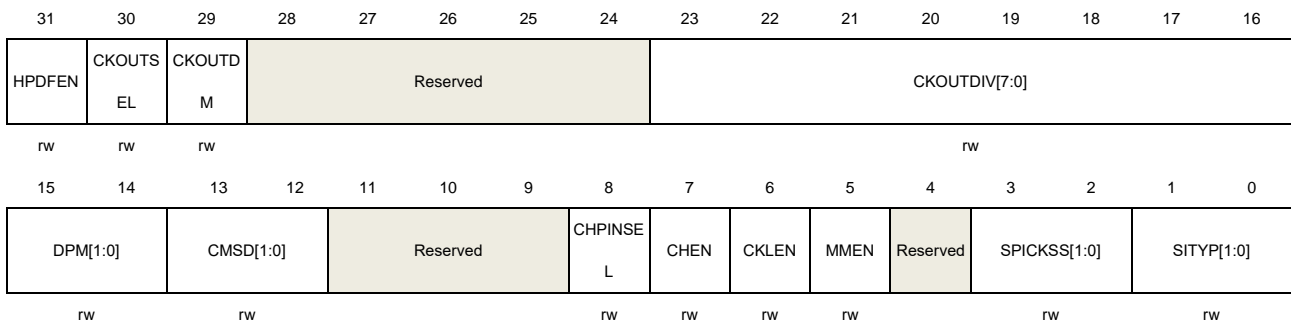 31 30 29 28 27 26 25 24 23 22 21 20 19 18 17 16
HPDFEN CKOUTS CKOUTD Reserved CKOUTDIV[7:0]
EL M
rw rw rw rw
15 14 13 12 11 10 9 8 7 6 5 4 3 2 1 0
DPM[1:0] CMSD[1:0] Reserved CHPINSE CHEN CKLEN MMEN Reserved SPICKSS[1:0] SITYP[1:0]
L
rw rw rw rw rw rw rw rw